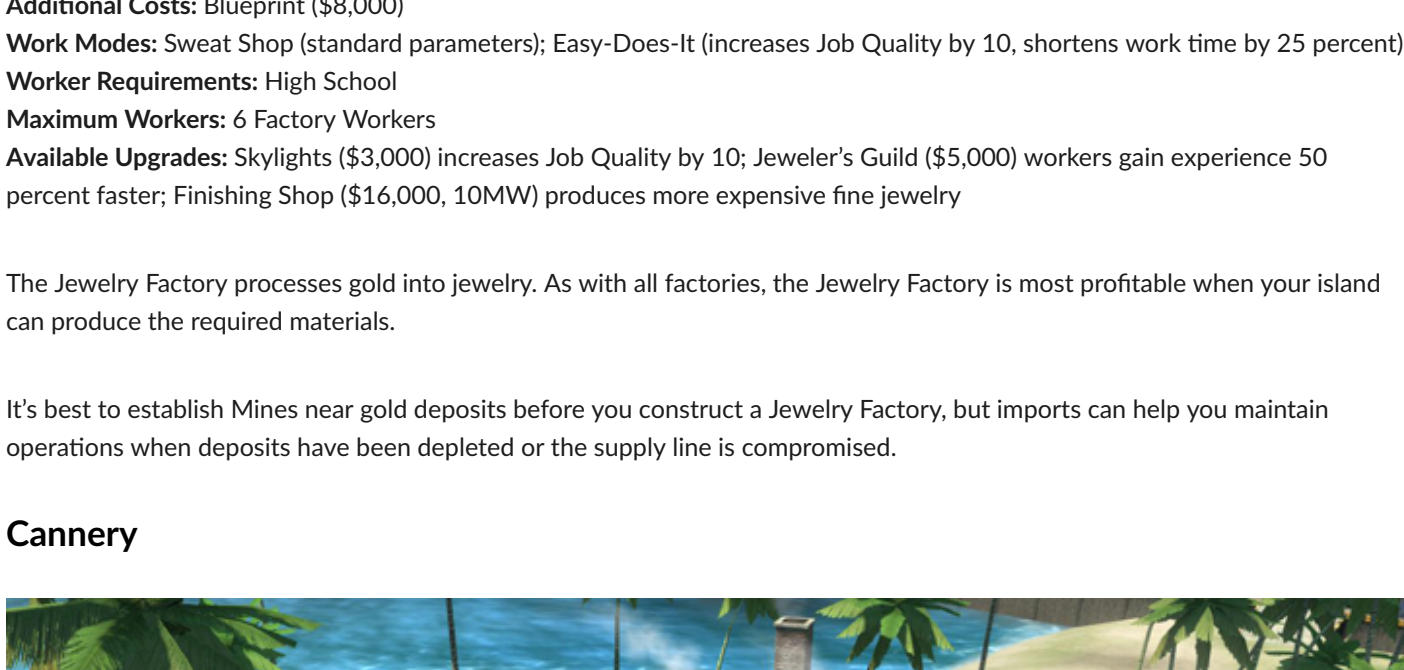 Additional Costs: Blueprint ($8,000)
Work Modes: Sweat Shop (standard parameters); Easy-Does-It (increases Job Quality by 10, shortens work time by 25 percent)
Worker Requirements: High School
Maximum Workers: 6 Factory Workers
Available Upgrades: Skylights ($3,000) increases Job Quality by 10; Jeweler’s Guild ($5,000) workers gain experience 50
percent faster; Finishing Shop ($16,000, 10MW) produces more expensive fine jewelry
The Jewelry Factory processes gold into jewelry. As with all factories, the Jewelry Factory is most profitable when your island
can produce the required materials.
It’s best to establish Mines near gold deposits before you construct a Jewelry Factory, but imports can help you maintain
operations when deposits have been depleted or the supply line is compromised.
Cannery